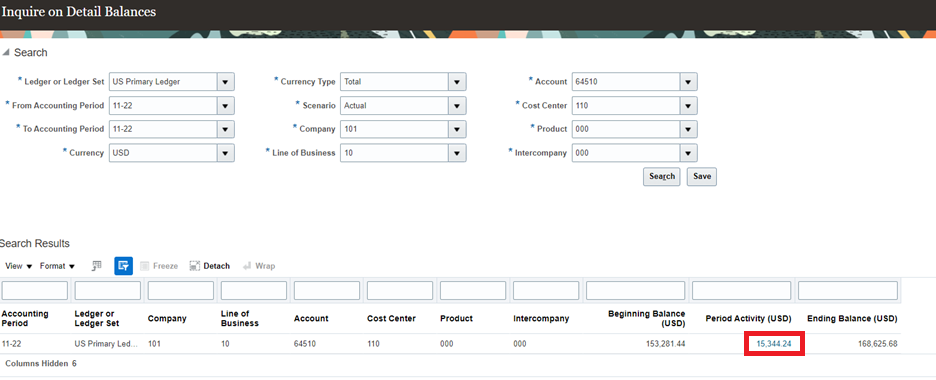 Inquire on Detail Balances
Search
* Ledger or Ledger Set US Primary Ledger * Currency Type Total * Account 64510
* From Accounting Period 11-22 * Scenario Actual * Cost Center 110
* To Accounting Period 11-22 * Company 101 * Product 000
* Currency USD * Line of Business 10 * Intercompany 000
Search Save
Search Results
View Format Freeze Detach Wrap
Accounting Period Ledger or Ledger Set Company Line of Business Account Cost Center Product Intercompany Beginning Balance (USD) Period Activity (USD) Ending Balance (USD)
11-22 US Primary Led... 101 10 64510 110 000 000 153,281.44 15,344.24 168,625.68
Columns Hidden 6